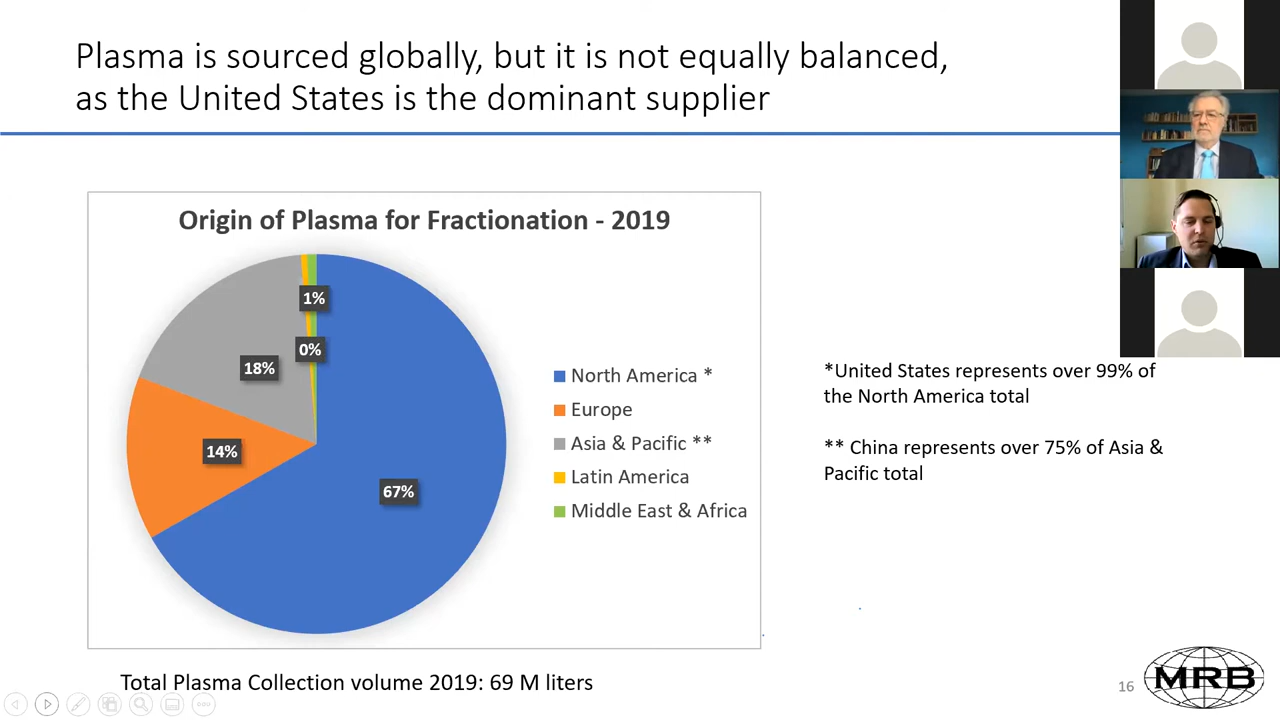 Plasma is sourced globally, but it is not equally balanced,
as the United States is the dominant supplier
Origin of Plasma for Fractionation - 2019
1%
0%
18%
14%
67%
North America *
Europe
Asia & Pacific **
Latin America
Middle East & Africa
*United States represents over 99% of
the North America total
** China represents over 75% of Asia &
Pacific total
Total Plasma Collection volume 2019: 69 M liters
16
MRB